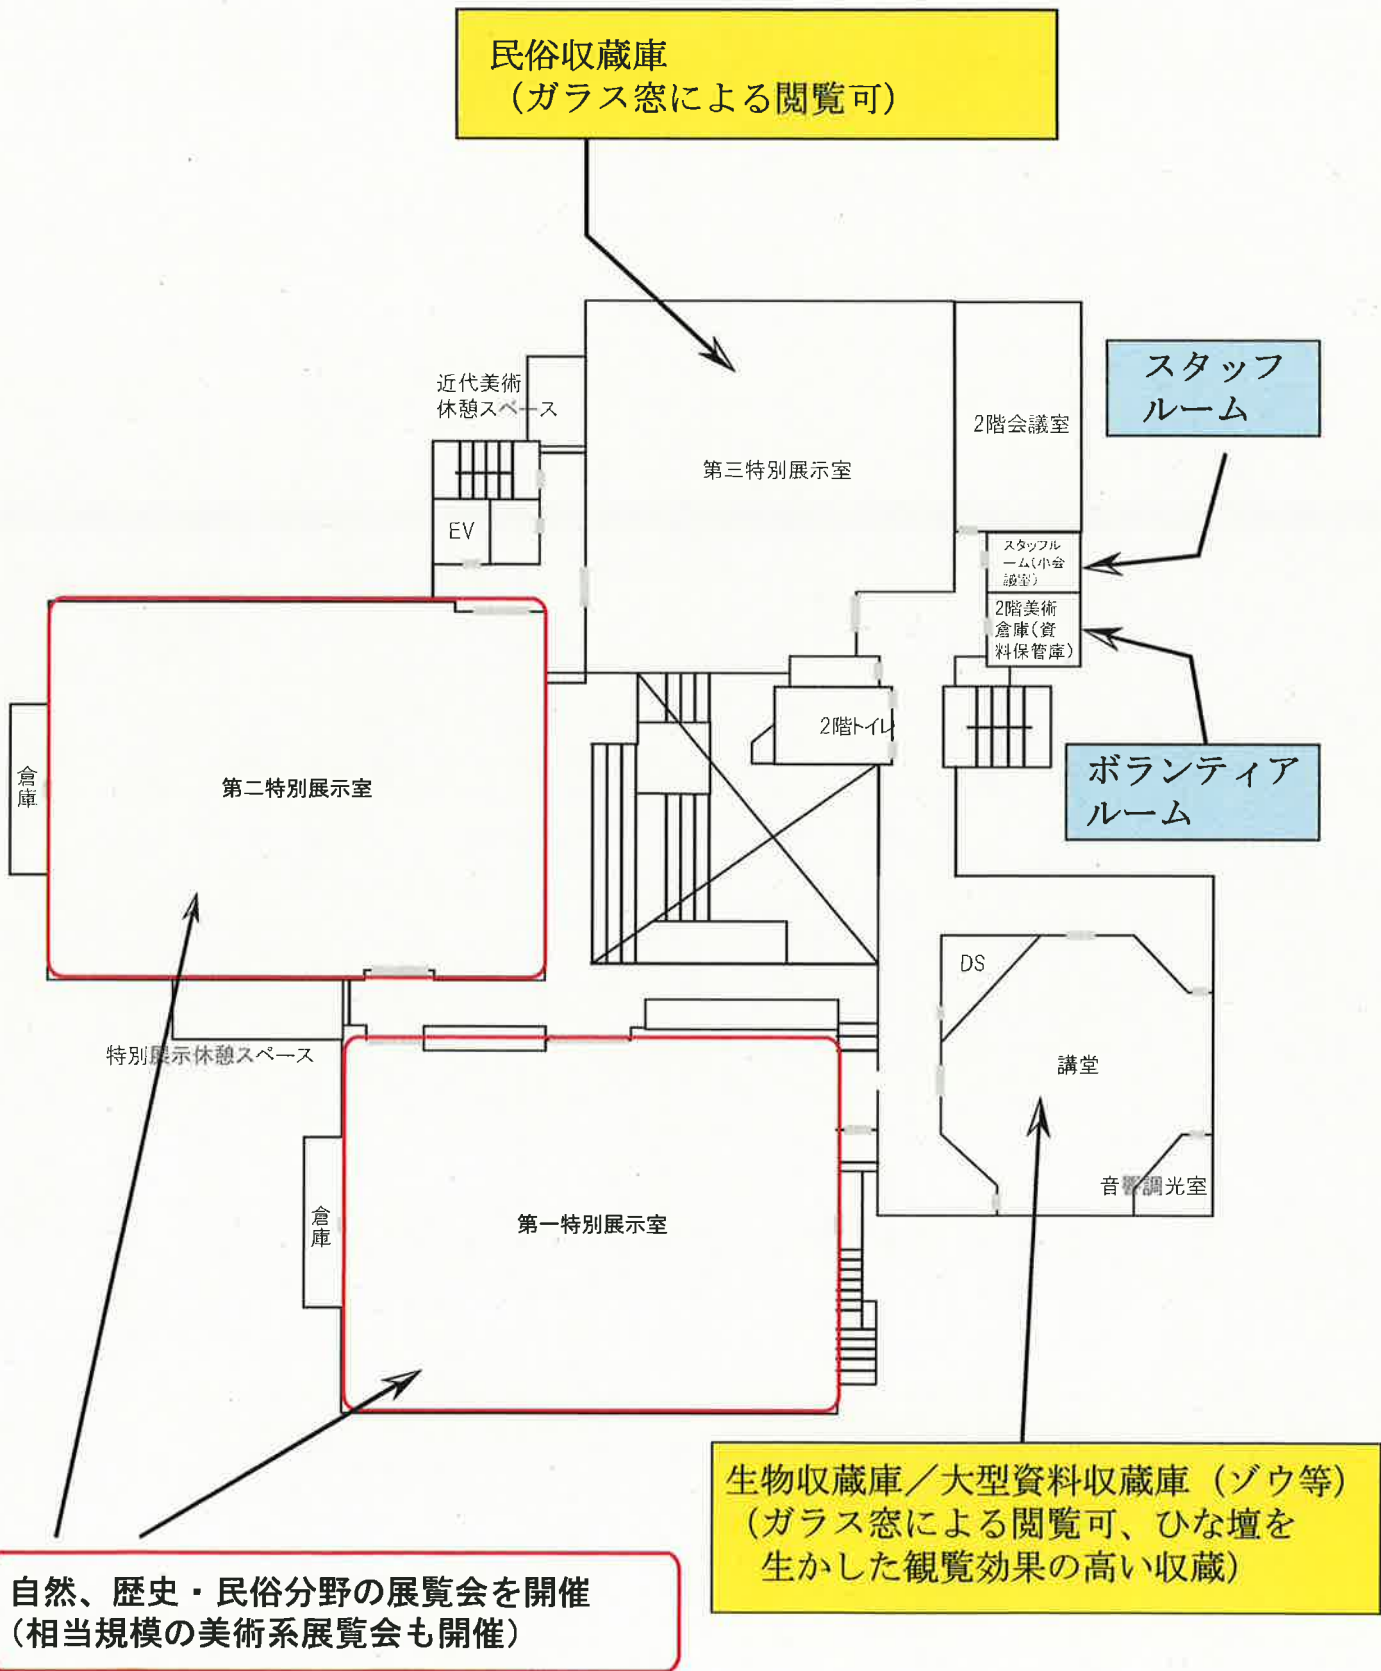 民俗収蔵庫
（ガラス窓による閲覧可）
近代美術
休憩スペース
EV
第三特別展示室
2階会議室
スタッフ
ルーム
スタッフル
ーム（小会
議室）
2階美術
倉庫（資
料保管庫）
2階トイレ
ボランティア
ルーム
倉庫
第二特別展示室
特別展示休憩スペース
DS
講堂
音響調光室
倉庫
第一特別展示室
生物収蔵庫／大型資料収蔵庫（ゾウ等）
（ガラス窓による閲覧可、ひな壇を
生かした観覧効果の高い収蔵）
自然、歴史・民俗分野の展覧会を開催
（相当規模の美術系展覧会も開催）